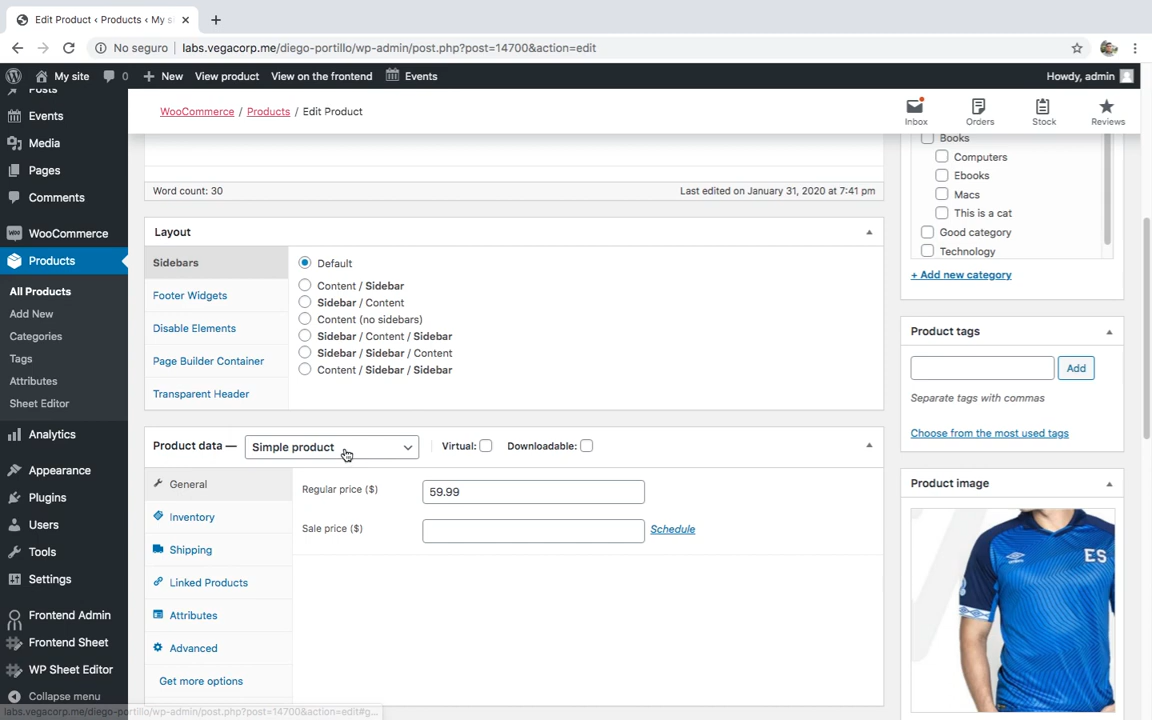 Edit Product ‹ Products ‹ My s
No seguro
labs.vegacorp.me/diego-portillo/wp-admin/post.php?post=14700&action=edit
My site
0
New
View product
View on the frontend
Events
Howdy, admin
Posts
Events
Media
Pages
Comments
WooCommerce
Products
All Products
Add New
Categories
Tags
Attributes
Sheet Editor
Analytics
Appearance
Plugins
Users
Tools
Settings
Frontend Admin
Frontend Sheet
WP Sheet Editor
Collapse menu
WooCommerce / Products / Edit Product
Inbox
Orders
Stock
Reviews
Word count: 30
Last edited on January 31, 2020 at 7:41 pm
Layout
Sidebars
Footer Widgets
Disable Elements
Page Builder Container
Transparent Header
Default
Content / Sidebar
Sidebar / Content
Content (no sidebars)
Sidebar / Content / Sidebar
Sidebar / Sidebar / Content
Content / Sidebar / Sidebar
Product data —
Simple product
Virtual:
Downloadable:
General
Inventory
Shipping
Linked Products
Attributes
Advanced
Get more options
Regular price ($)
59.99
Sale price ($)
Schedule
Books
Computers
Ebooks
Macs
This is a cat
Good category
Technology
+ Add new category
Product tags
Add
Separate tags with commas
Choose from the most used tags
Product image
umbro
ES
labs.vegacorp.me/diego-portillo/wp-admin/post.php?post=14700&action=edit#g...